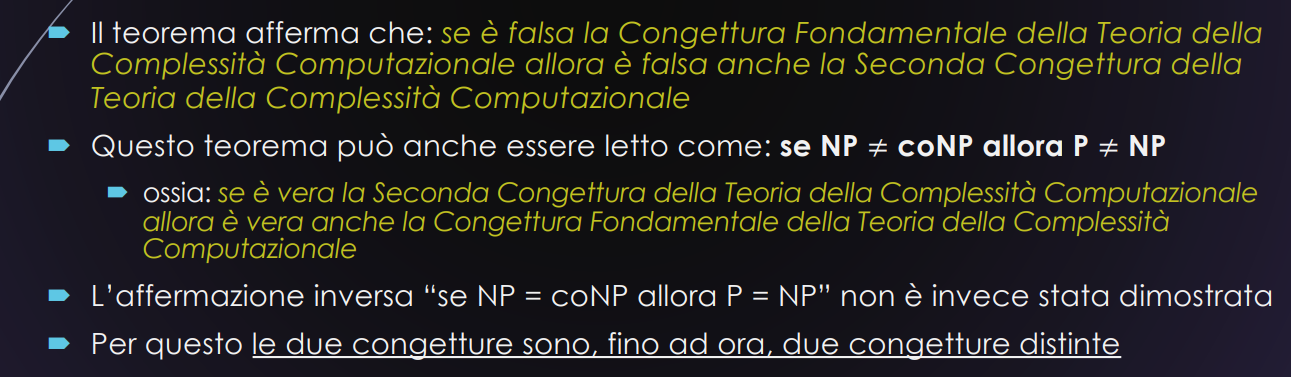 Il teorema afferma che: se è falsa la Congettura Fondamentale della Teoria della
Complessità Computazionale allora è falsa anche la Seconda Congettura della
Teoria della Complessità Computazionale
Questo teorema può anche essere letto come: se NP ≠ coNP allora P ≠ NP
ossia: se è vera la Seconda Congettura della Teoria della Complessità Computazionale
allora è vera anche la Congettura Fondamentale della Teoria della Complessità
Computazionale
L’affermazione inversa “se NP = coNP allora P = NP” non è invece stata dimostrata
Per questo le due congetture sono, fino ad ora, due congetture distinte